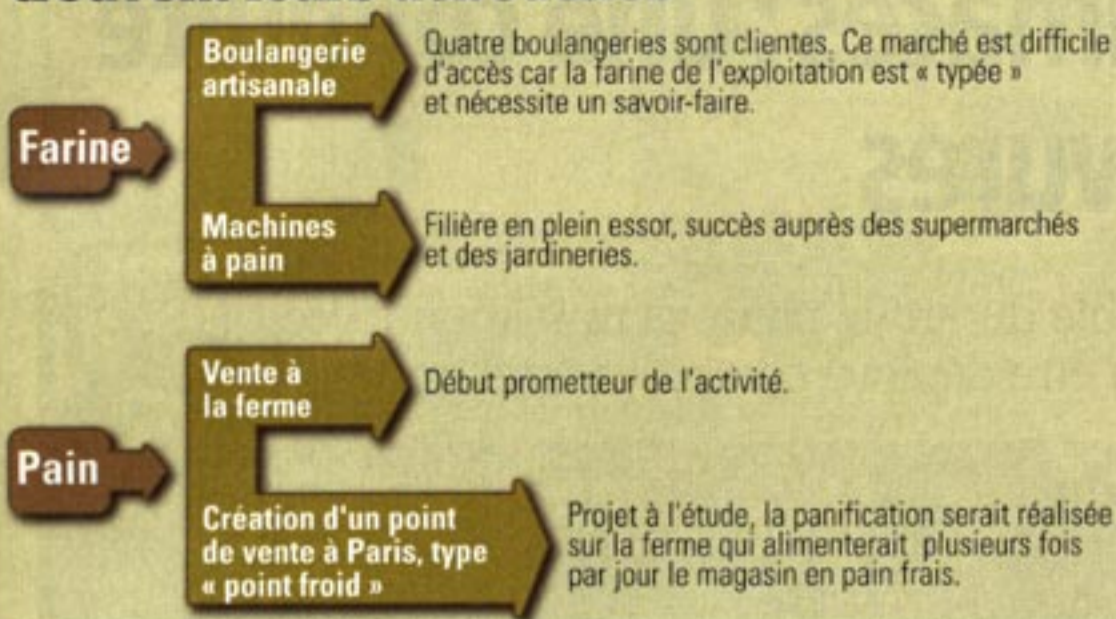 Boulangerie
artisanale
Quatre boulangeries sont clientes. Ce marché est difficile
d'accès car la farine de l'exploitation est « typée »
et nécessite un savoir-faire.
Farine
Machines
à pain
Filière en plein essor, succès auprès des supermarchés
et des jardineries.
Vente à
la ferme
Début prometteur de l'activité.
Pain
Création d'un point
de vente à Paris, type
« point froid »
Projet à l'étude, la panification serait réalisée
sur la ferme qui alimenterait plusieurs fois
par jour le magasin en pain frais.